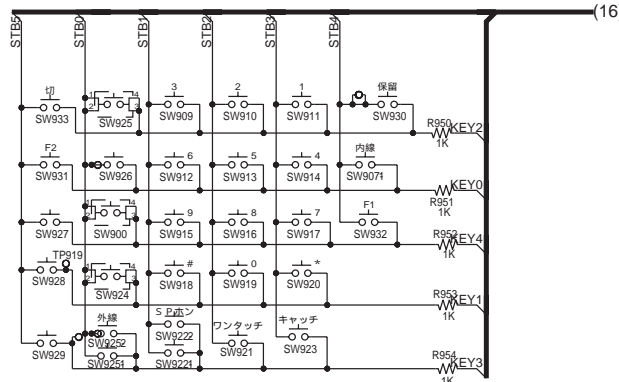 (16
STB5 STB0 STB1 STB2 STB3 STB4
切 1 4 3 2 1 保留
2 3
SW933 SW925 SW909 SW910 SW911 SW930
R950 KEY2
1K
F2 6 5 4 内線
SW931 SW926 SW912 SW913 SW914 SW9071
R951 KEY0
1K
1 4 9 8 7 F1
2 3
SW927 SW900 SW915 SW916 SW917 SW932
R952 KEY4
1K
TP919 1 4 # 0 *
2 3
SW928 SW924 SW918 SW919 SW920
R953 KEY1
1K
外線 SPホン ワンタッチ キャッチ
SW9252 SW9222
SW929 SW9251 SW9221 SW921 SW923
R954 KEY3
1K